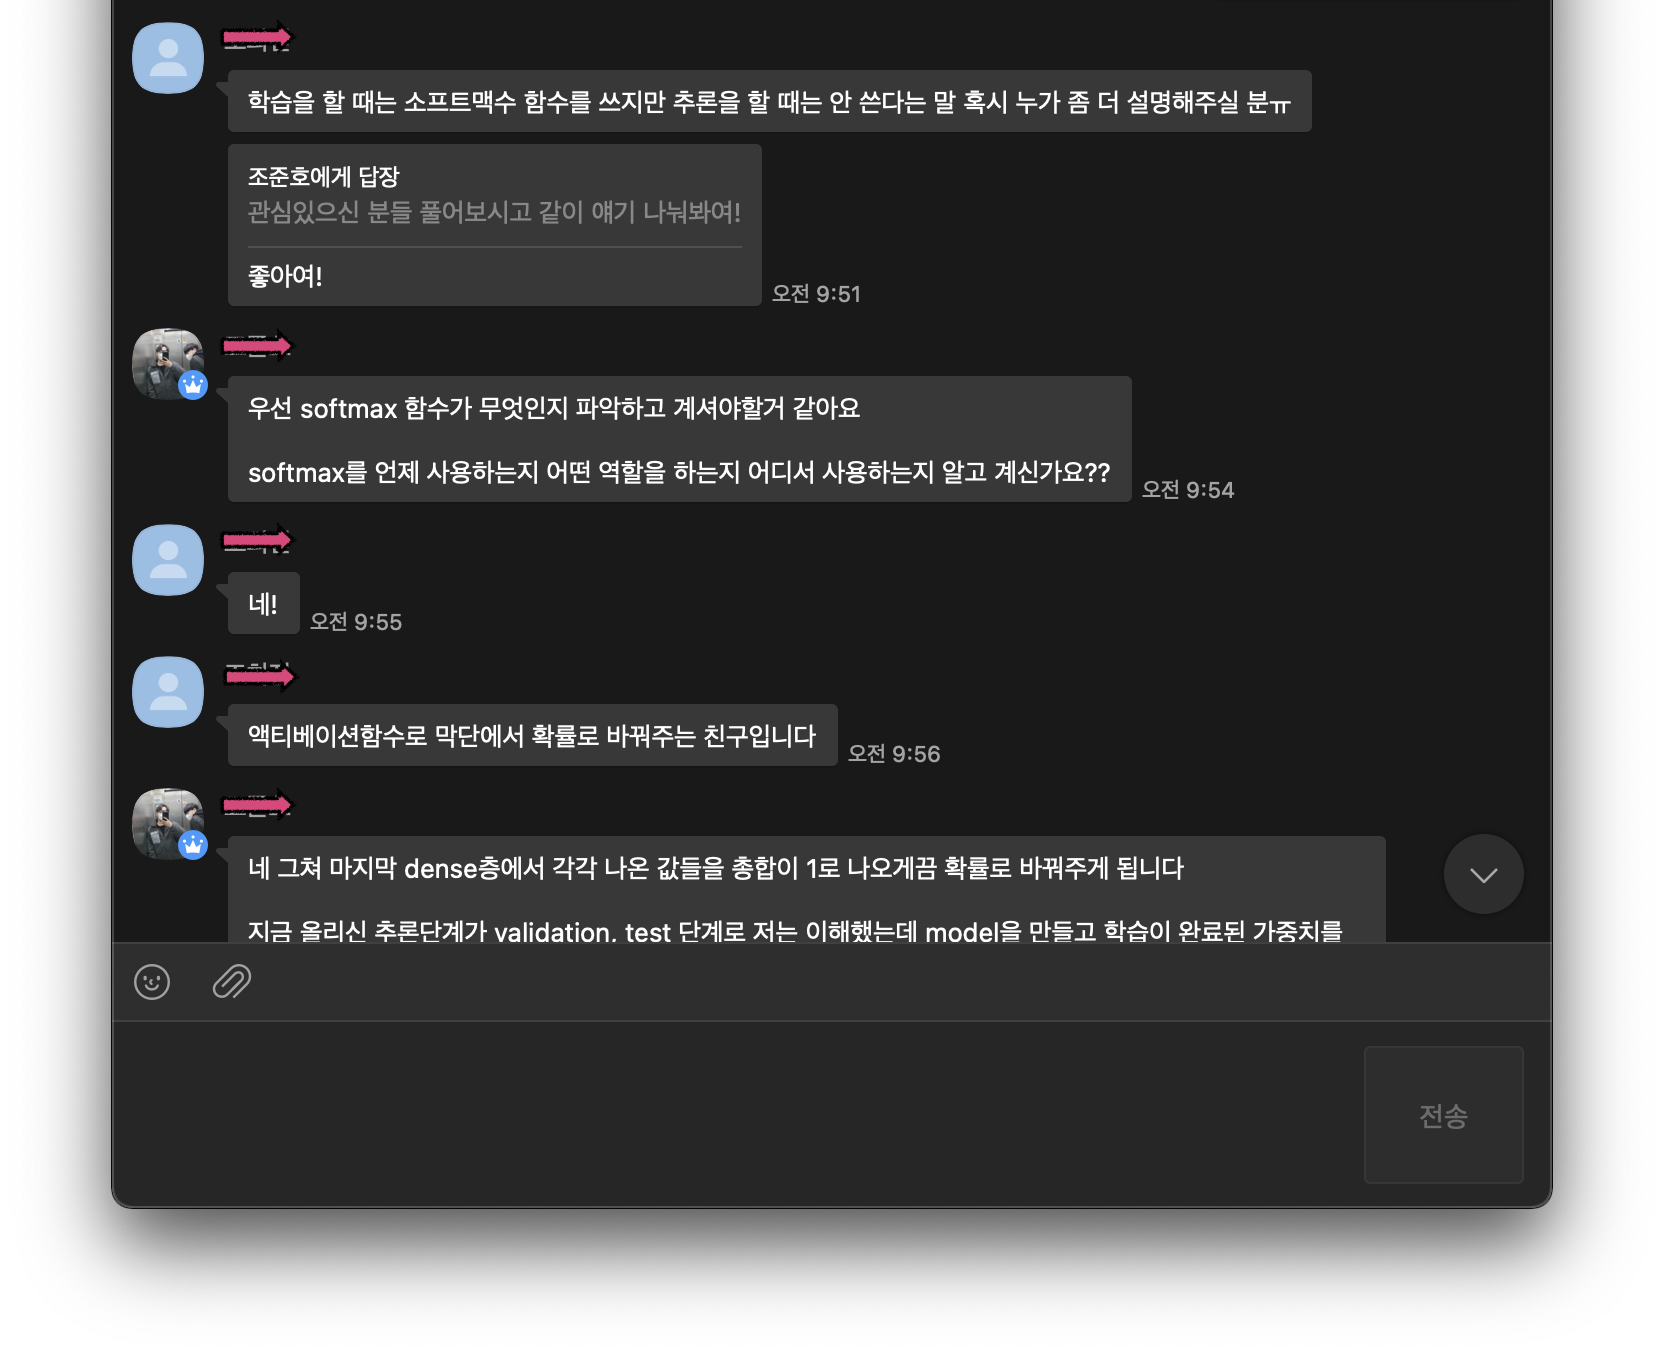 학습을 할 때는 소프트맥수 함수를 쓰지만 추론을 할 때는 안 쓴다는 말 혹시 누가 좀 더 설명해주실 분ㅠ
조준호에게 답장
관심있으신 분들 풀어보시고 같이 얘기 나눠봐여!
좋아여!
오전 9:51
우선 softmax 함수가 무엇인지 파악하고 계셔야할거 같아요
softmax를 언제 사용하는지 어떤 역할을 하는지 어디서 사용하는지 알고 계신가요??
오전 9:54
네!
오전 9:55
액티베이션함수로 막단에서 확률로 바꿔주는 친구입니다
오전 9:56
네 그쳐 마지막 dense층에서 각각 나온 값들을 총합이 1로 나오게끔 확률로 바꿔주게 됩니다
지금 올리신 추론단계가 validation, test 단계로 저는 이해했는데 model을 만들고 학습이 완료된 가중치를
전송